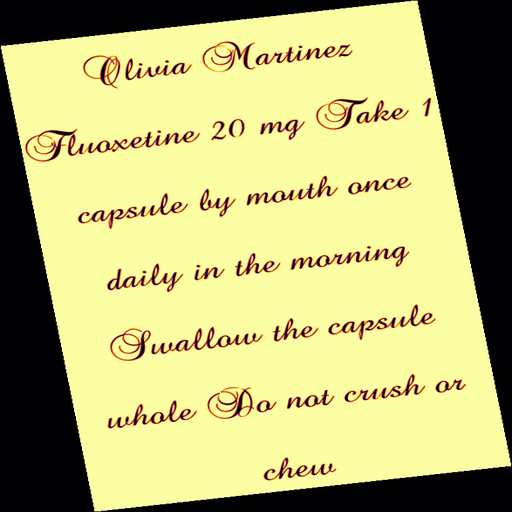 Olivia Martinez
Fluoxetine 20 mg Take 1
capsule by mouth once
daily in the morning
Swallow the capsule
whole Do not crush or
chew